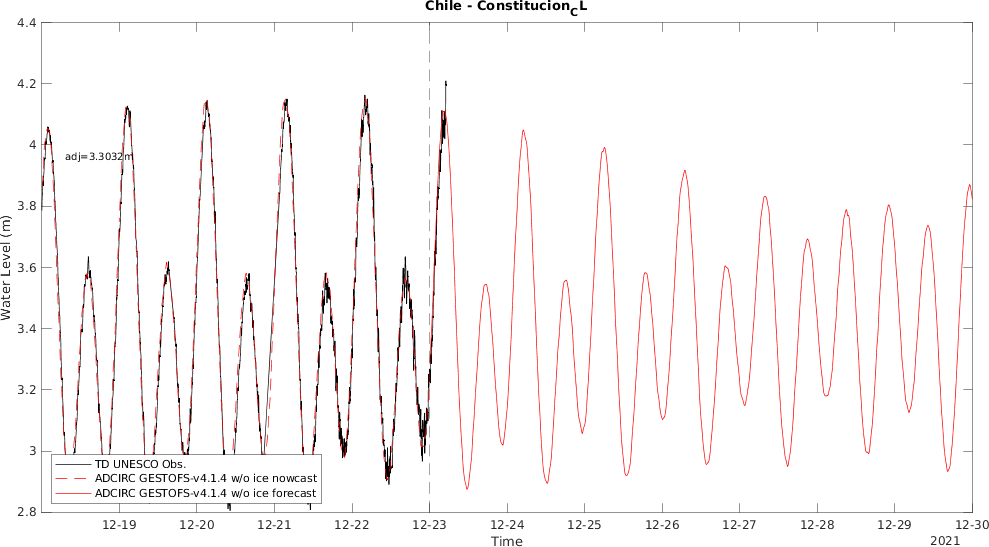 Chile - Constitucion_CL
4.4
4.2
4
3.8
3.6
3.4
3.2
3
2.8
Water Level (m)
adj=3.3032m
TD UNESCO Obs.
ADCIRC GESTOFS-v4.1.4 w/o ice nowcast
ADCIRC GESTOFS-v4.1.4 w/o ice forecast
12-19 12-20 12-21 12-22 12-23 12-24 12-25 12-26 12-27 12-28 12-29 12-30
Time
2021